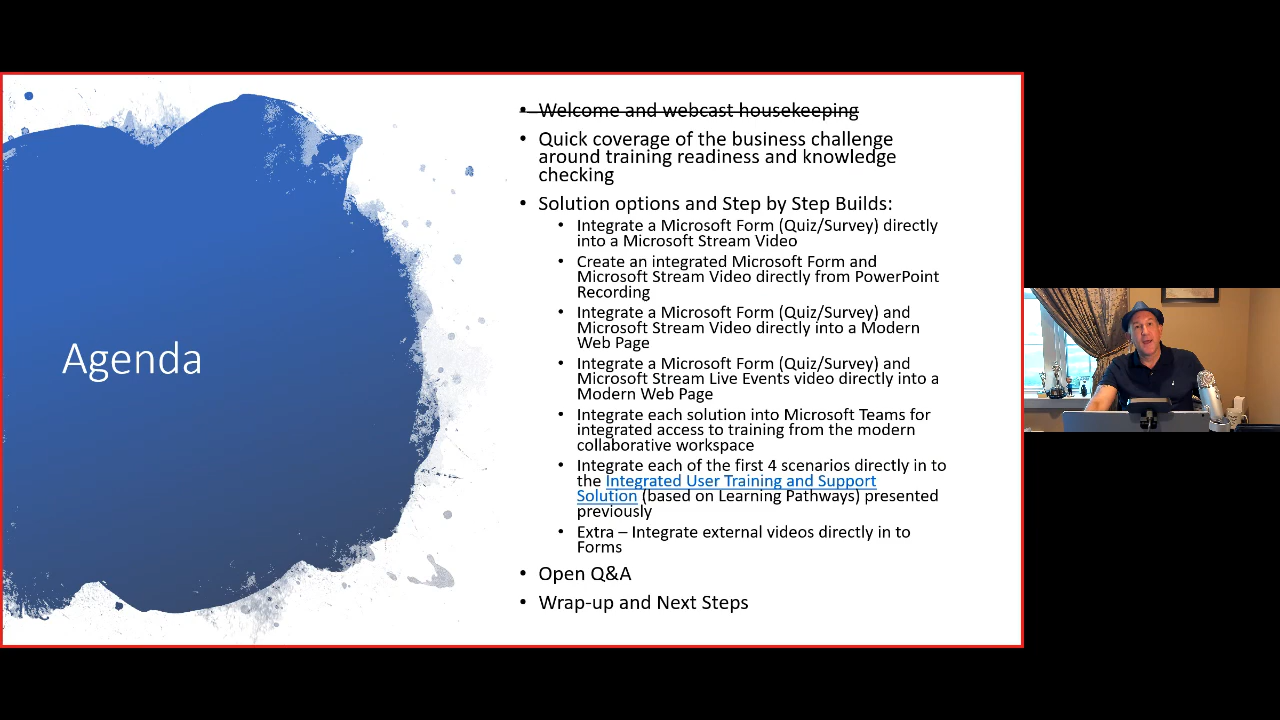 Agenda
• Welcome and webcast housekeeping
• Quick coverage of the business challenge
around training readiness and knowledge
checking
• Solution options and Step by Step Builds:
• Integrate a Microsoft Form (Quiz/Survey) directly
into a Microsoft Stream Video
• Create an integrated Microsoft Form and
Microsoft Stream Video directly from PowerPoint
Recording
• Integrate a Microsoft Form (Quiz/Survey) and
Microsoft Stream Video directly into a Modern
Web Page
• Integrate a Microsoft Form (Quiz/Survey) and
Microsoft Stream Live Events video directly into a
Modern Web Page
• Integrate each solution into Microsoft Teams for
integrated access to training from the modern
collaborative workspace
• Integrate each of the first 4 scenarios directly in to
the Integrated User Training and Support
Solution (based on Learning Pathways) presented
previously
• Extra – Integrate external videos directly in to
Forms
• Open Q&A
• Wrap-up and Next Steps